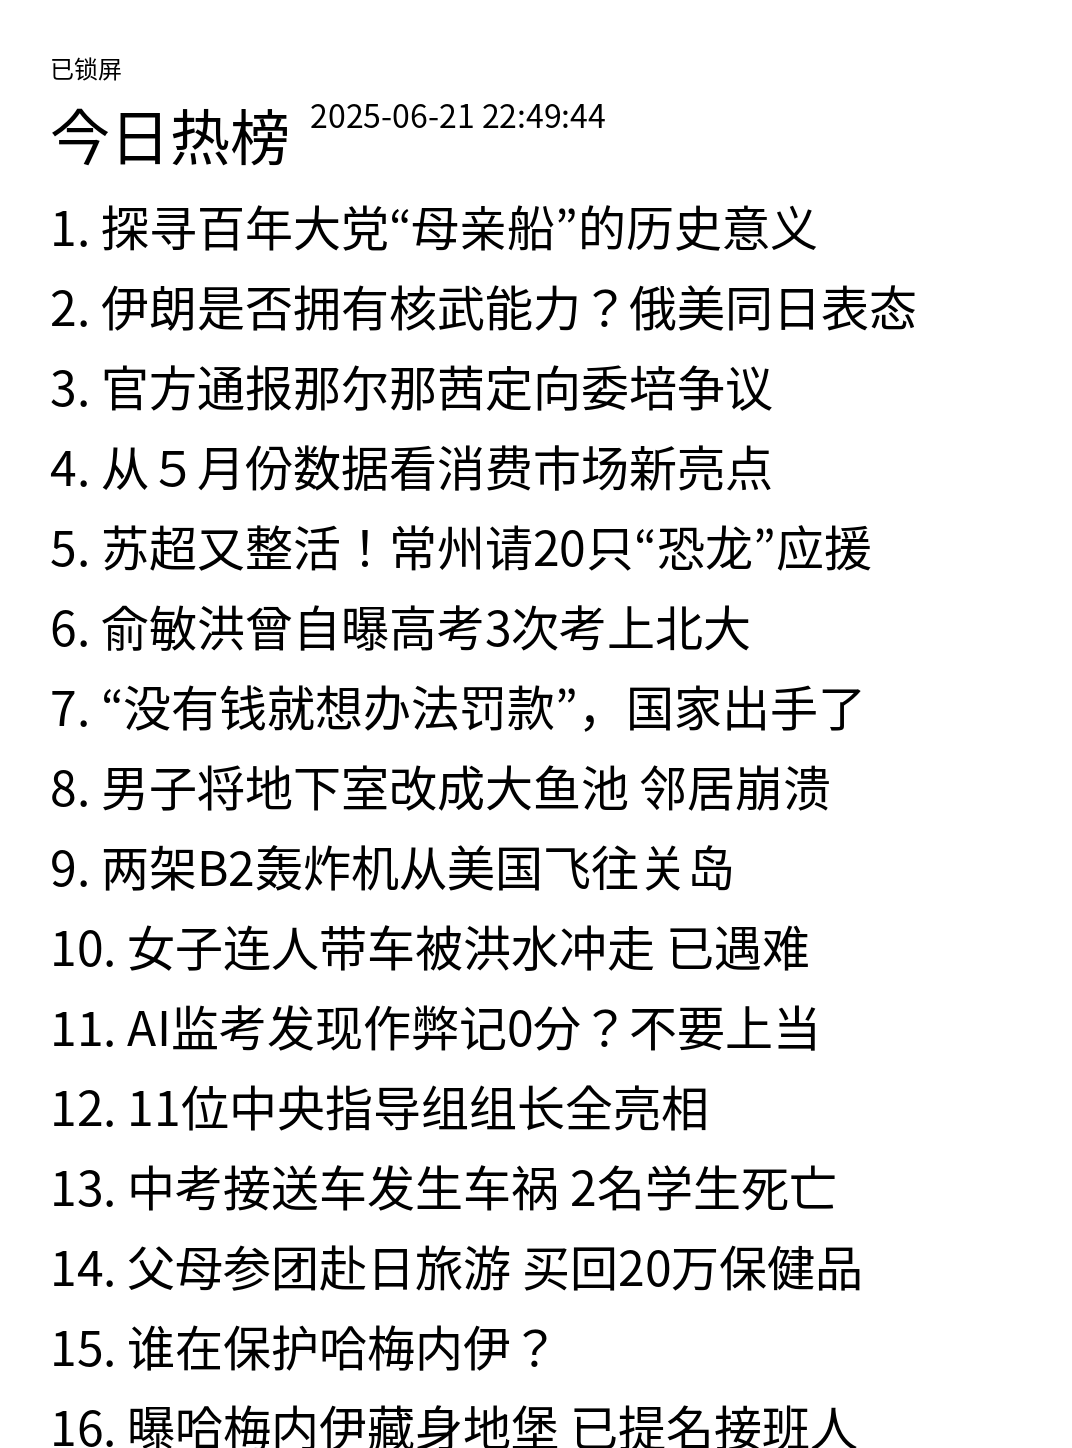 已锁屏
今日热榜 2025-06-21 22:49:44
1. 探寻百年大党“母亲船”的历史意义
2. 伊朗是否拥有核武能力？俄美同日表态
3. 官方通报那尔那茜定向委培争议
4. 从５月份数据看消费市场新亮点
5. 苏超又整活！常州请20只“恐龙”应援
6. 俞敏洪曾自曝高考3次考上北大
7. “没有钱就想办法罚款”，国家出手了
8. 男子将地下室改成大鱼池 邻居崩溃
9. 两架B2轰炸机从美国飞往关岛
10. 女子连人带车被洪水冲走 已遇难
11. AI监考发现作弊记0分？不要上当
12. 11位中央指导组组长全亮相
13. 中考接送车发生车祸 2名学生死亡
14. 父母参团赴日旅游 买回20万保健品
15. 谁在保护哈梅内伊？
16. 曝哈梅内伊藏身地堡 已提名接班人